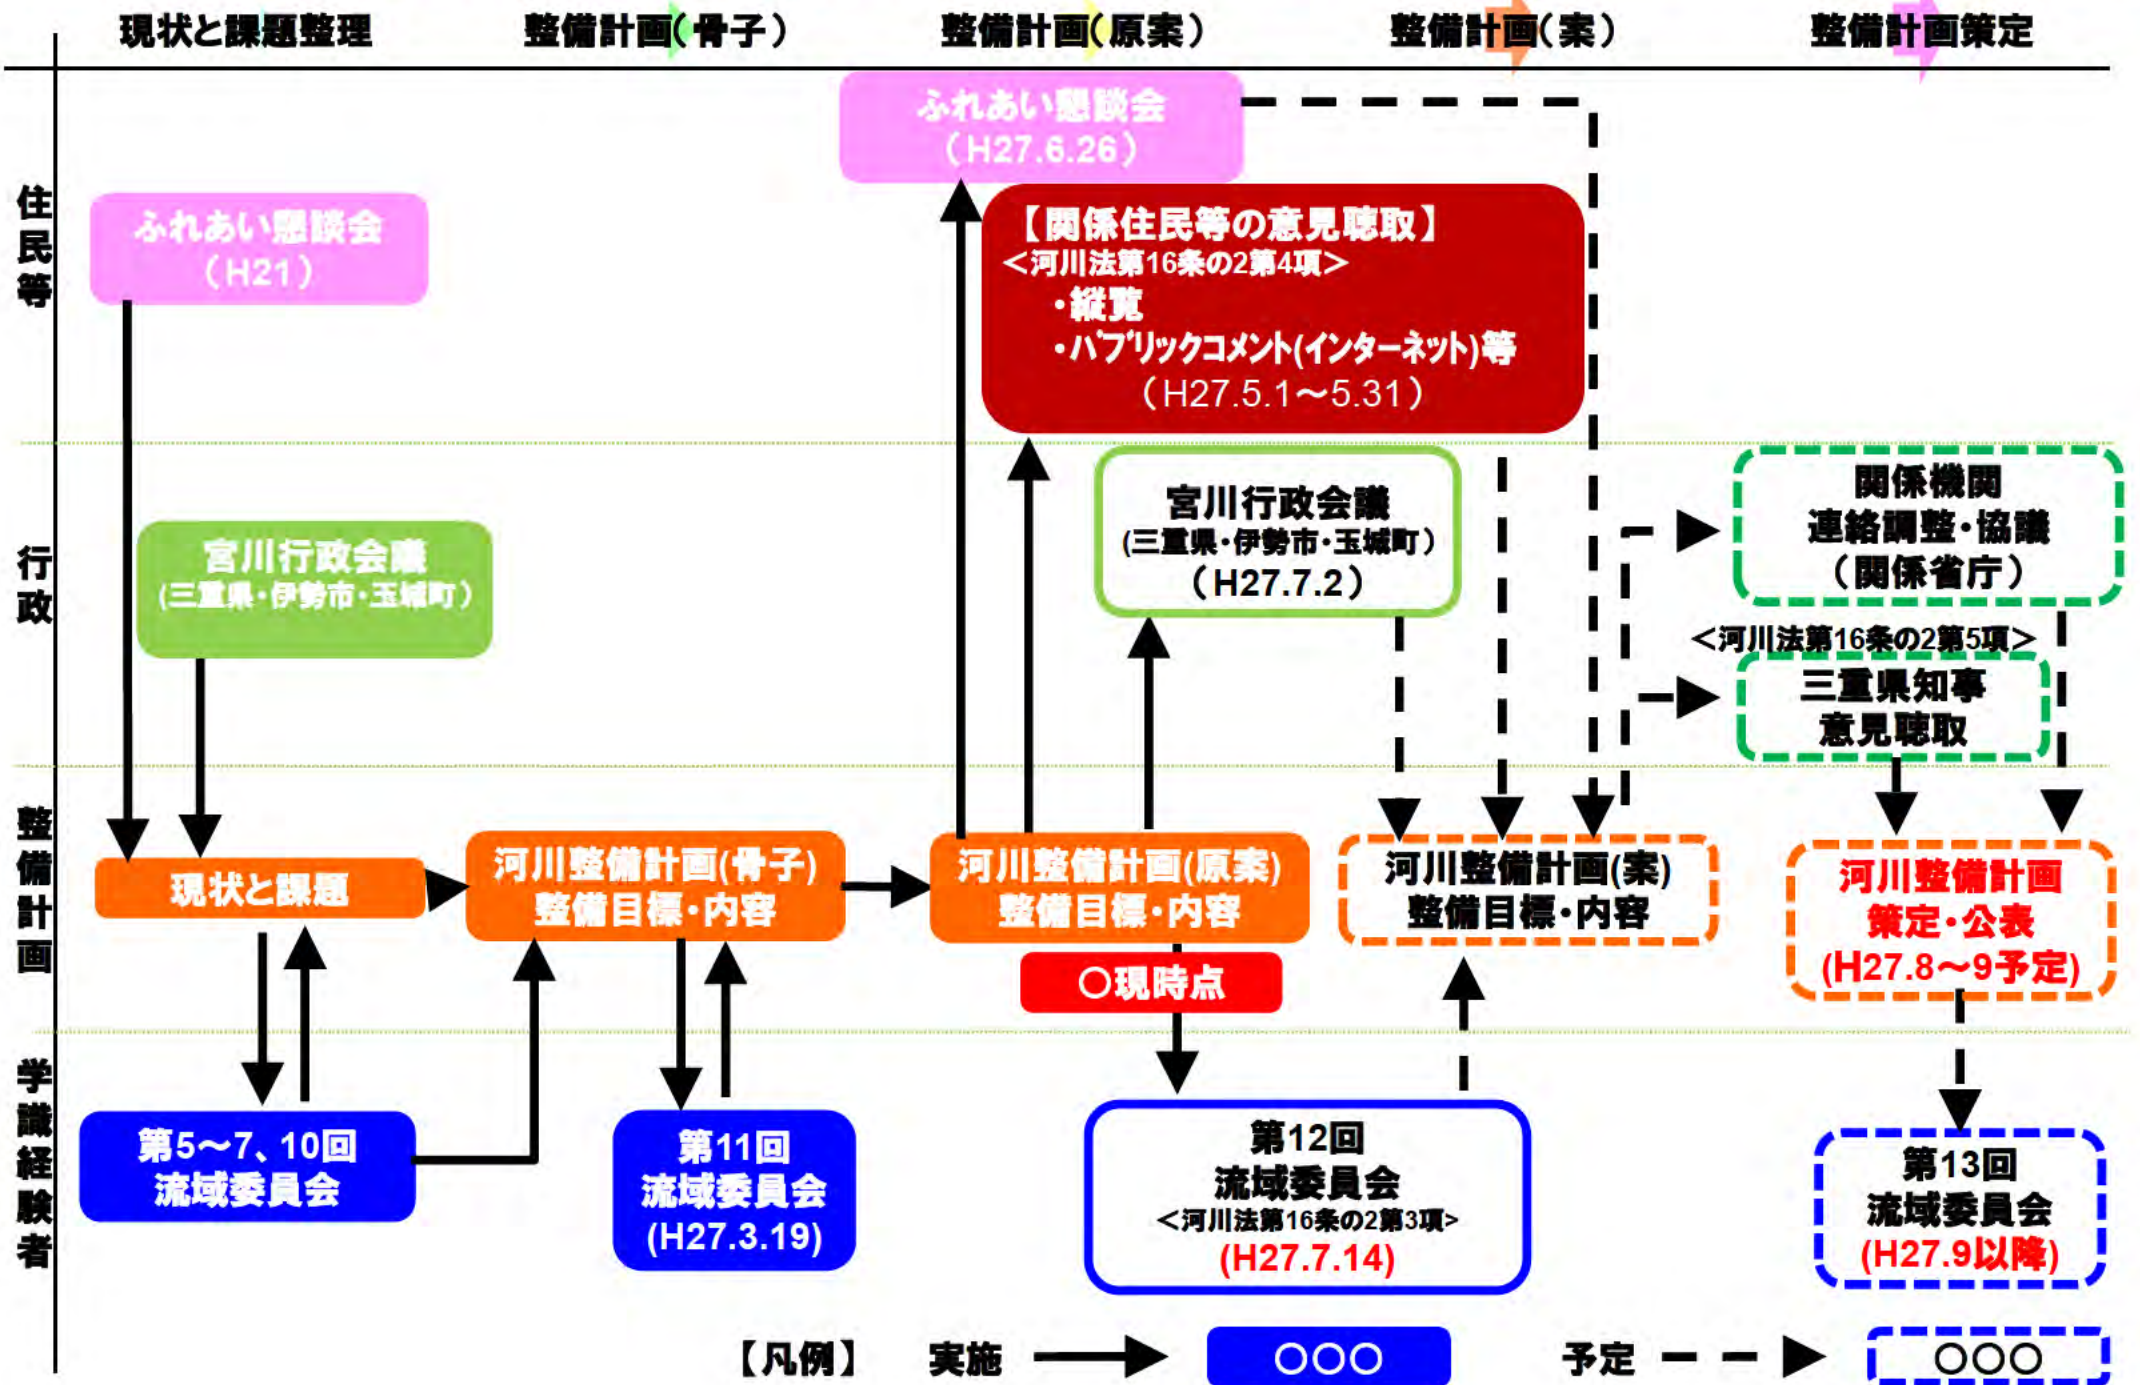 現状と課題整理
整備計画(骨子)
整備計画(原案)
整備計画(案)
整備計画策定
住民等
ふれあい懇談会
(H21)
ふれあい懇談会
(H27.6.26)
【関係住民等の意見聴取】
＜河川法第16条の2第4項＞
・縦覧
・パブリックコメント(インターネット)等
(H27.5.1～5.31)
行政
宮川行政会議
(三重県・伊勢市・玉城町)
宮川行政会議
(三重県・伊勢市・玉城町)
(H27.7.2)
関係機関
連絡調整・協議
(関係省庁)
＜河川法第16条の2第5項＞
三重県知事
意見聴取
整備計画
現状と課題
河川整備計画(骨子)
整備目標・内容
河川整備計画(原案)
整備目標・内容
〇現時点
河川整備計画(案)
整備目標・内容
河川整備計画
策定・公表
(H27.8～9予定)
学識経験者
第5～7、10回
流域委員会
第11回
流域委員会
(H27.3.19)
第12回
流域委員会
＜河川法第16条の2第3項>
(H27.7.14)
第13回
流域委員会
(H27.9以降)
【凡例】 実施 〇〇〇 予定 〇〇〇